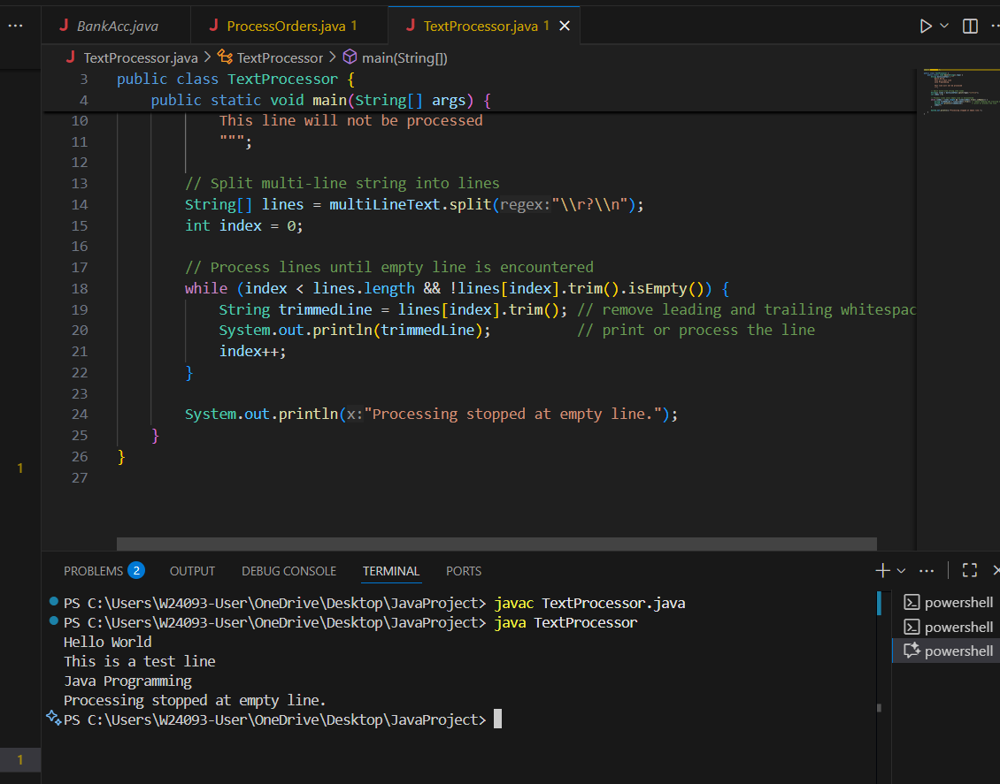 ... J BankAcc.java J ProcessOrders.java 1 J TextProcessor.java 1 ×
J TextProcessor.java > TextProcessor > main(String[])
3 public class TextProcessor {
4 public static void main(String[] args) {
10 This line will not be processed
11 """;
12
13 // Split multi-line string into lines
14 String[] lines = multiLineText.split(regex:"\\r?\\n");
15 int index = 0;
16
17 // Process lines until empty line is encountered
18 while (index < lines.length && !lines[index].trim().isEmpty()) {
19 String trimmedLine = lines[index].trim(); // remove leading and trailing whitespac
20 System.out.println(trimmedLine); // print or process the line
21 index++;
22 }
23
24 System.out.println(x:"Processing stopped at empty line.");
25 }
26 }
27
1
PROBLEMS 2 OUTPUT DEBUG CONSOLE TERMINAL PORTS
PS C:\Users\W24093-User\OneDrive\Desktop\JavaProject> javac TextProcessor.java
PS C:\Users\W24093-User\OneDrive\Desktop\JavaProject> java TextProcessor
Hello World
This is a test line
Java Programming
Processing stopped at empty line.
PS C:\Users\W24093-User\OneDrive\Desktop\JavaProject>
powershell
powershell
powershell
1